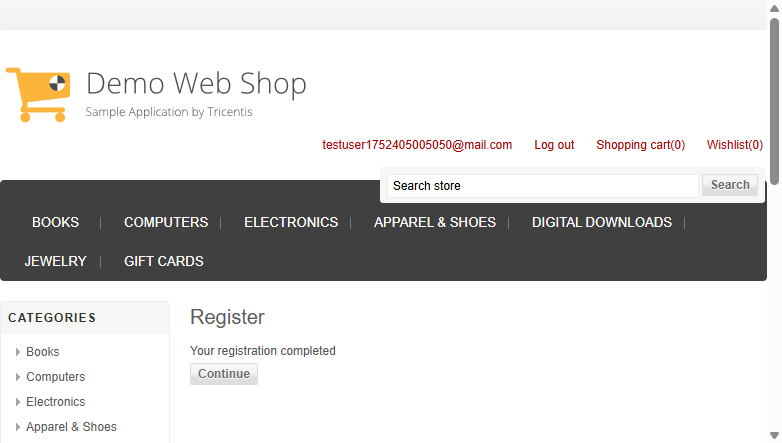 Demo Web Shop
Sample Application by Tricentis
testuser1752405005050@mail.com Log out Shopping cart(0) Wishlist(0)
Search store Search
BOOKS COMPUTERS ELECTRONICS APPAREL & SHOES DIGITAL DOWNLOADS
JEWELRY GIFT CARDS
CATEGORIES
Books
Computers
Electronics
Apparel & Shoes
Register
Your registration completed
Continue